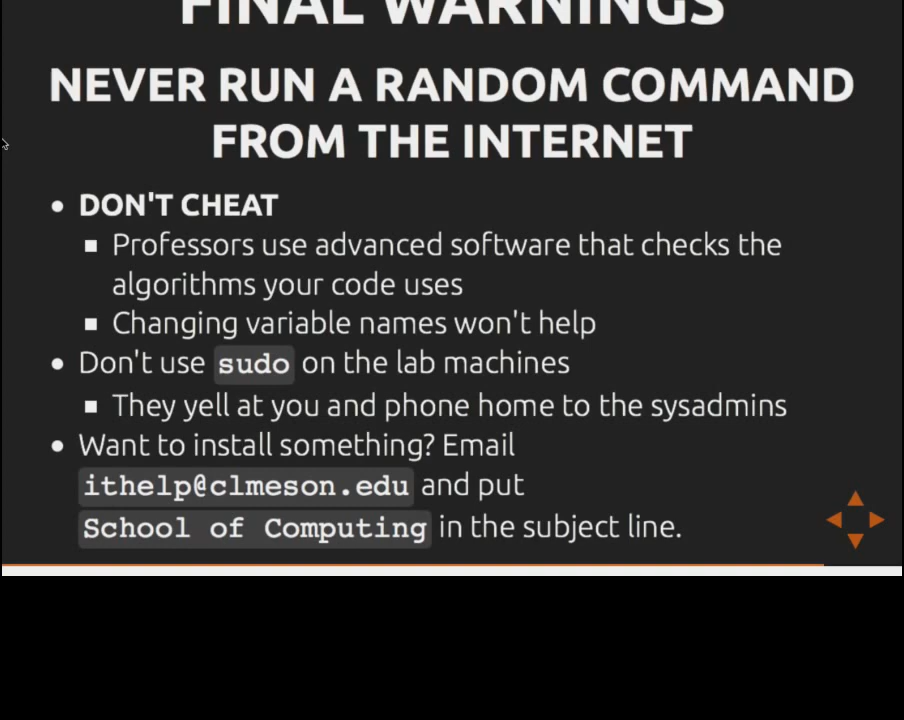 FINAL WARNINGS
NEVER RUN A RANDOM COMMAND
FROM THE INTERNET
DON'T CHEAT
Professors use advanced software that checks the
algorithms your code uses
Changing variable names won't help
Don't use sudo on the lab machines
They yell at you and phone home to the sysadmins
Want to install something? Email
ithelp@clmeson.edu and put
School of Computing in the subject line.